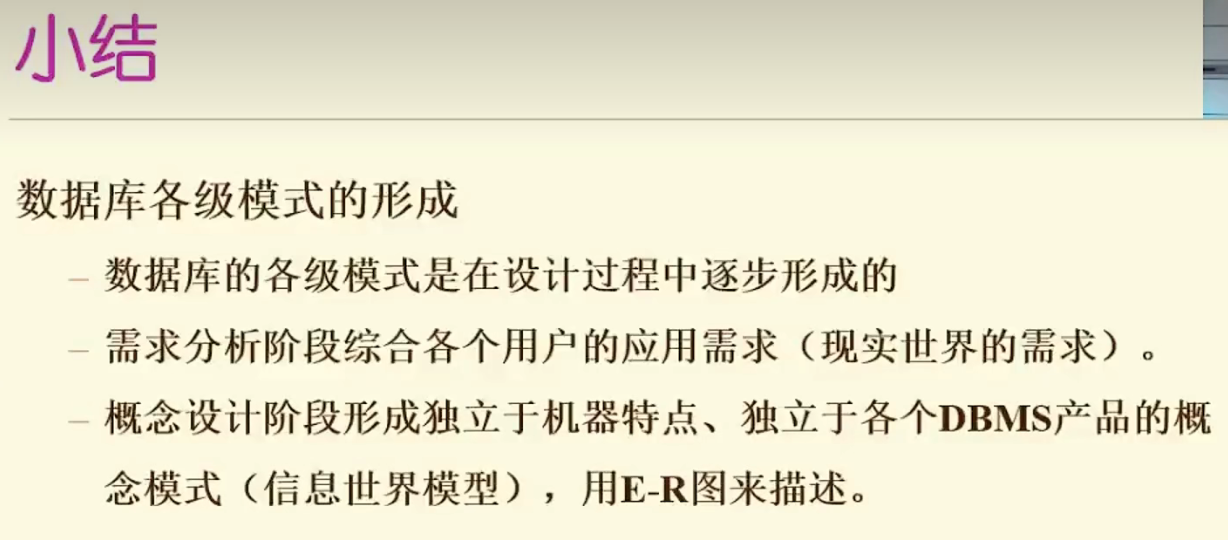 小结
数据库各级模式的形成
– 数据库的各级模式是在设计过程中逐步形成的
– 需求分析阶段综合各个用户的应用需求（现实世界的需求）。
– 概念设计阶段形成独立于机器特点、独立于各个DBMS产品的概
念模式（信息世界模型），用E-R图来描述。